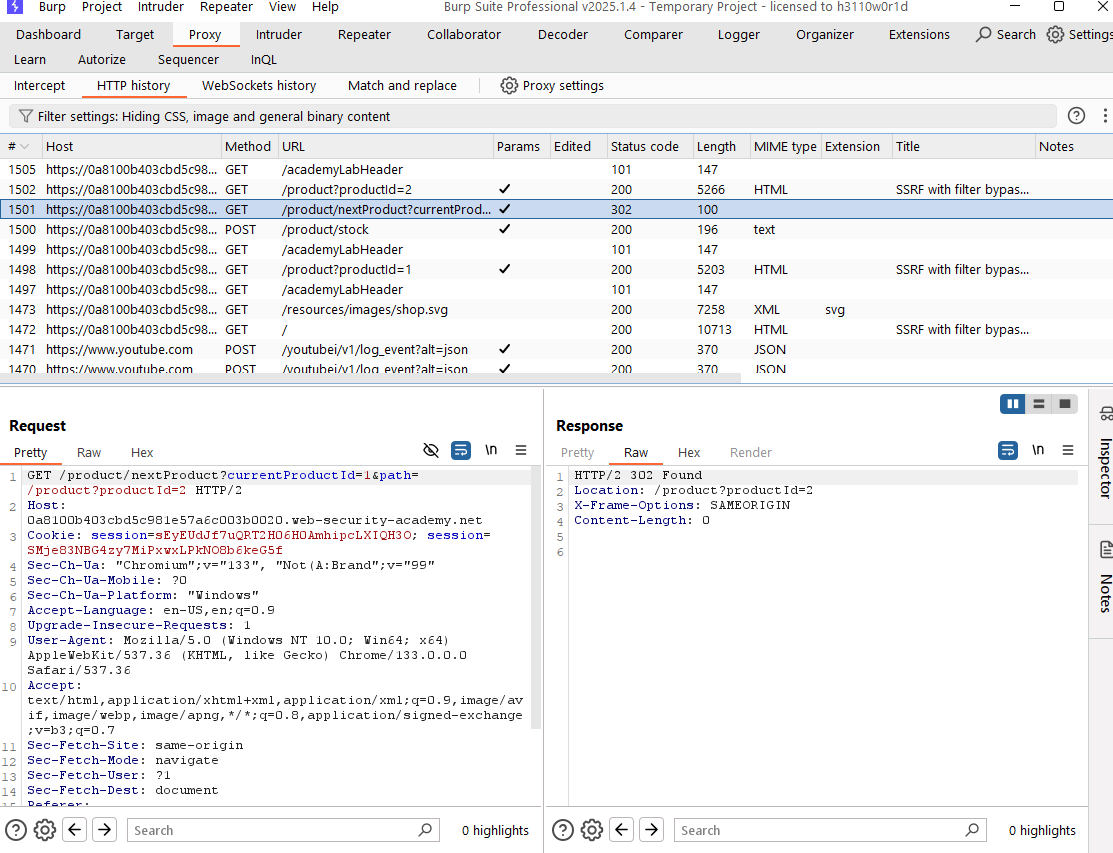 Burp Project Intruder Repeater View Help Burp Suite Professional v2025.1.4 - Temporary Project - licensed to h3110w0r1d
Dashboard Target Proxy Intruder Repeater Collaborator Decoder Comparer Logger Organizer Extensions Search Settings
Learn Autorize Sequencer InQL
Intercept HTTP history WebSockets history Match and replace Proxy settings
Filter settings: Hiding CSS, image and general binary content
# Host Method URL Params Edited Status code Length MIME type Extension Title Notes
1505 https://0a8100b403cbd5c98... GET /academyLabHeader 101 147
1502 https://0a8100b403cbd5c98... GET /product?productId=2 ✓ 200 5266 HTML SSRF with filter bypas...
1501 https://0a8100b403cbd5c98... GET /product/nextProduct?currentProd... ✓ 302 100
1500 https://0a8100b403cbd5c98... POST /product/stock ✓ 200 196 text
1499 https://0a8100b403cbd5c98... GET /academyLabHeader 101 147
1498 https://0a8100b403cbd5c98... GET /product?productId=1 ✓ 200 5203 HTML SSRF with filter bypas...
1497 https://0a8100b403cbd5c98... GET /academyLabHeader 101 147
1473 https://0a8100b403cbd5c98... GET /resources/images/shop.svg 200 7258 XML svg
1472 https://0a8100b403cbd5c98... GET / 200 10713 HTML SSRF with filter bypas...
1471 https://www.youtube.com POST /youtubei/v1/log_event?alt=json ✓ 200 370 JSON
1470 https://www.youtube.com POST /youtubei/v1/log_event?alt=json ✓ 200 370 JSON
Request
Pretty Raw Hex \n
1 GET /product/nextProduct?currentProductId=1&path=
/product?productId=2 HTTP/2
2 Host:
0a8100b403cbd5c981e57a6c003b0020.web-security-academy.net
3 Cookie: session=sEyEUdJf7uQRT2H06H0AmhipcLXIQH3O; session=
SMje83NBG4zy7MiPxwxLPkNO8b6keG5f
4 Sec-Ch-Ua: "Chromium";v="133", "Not(A:Brand";v="99"
5 Sec-Ch-Ua-Mobile: ?0
6 Sec-Ch-Ua-Platform: "Windows"
7 Accept-Language: en-US,en;q=0.9
8 Upgrade-Insecure-Requests: 1
9 User-Agent: Mozilla/5.0 (Windows NT 10.0; Win64; x64)
AppleWebKit/537.36 (KHTML, like Gecko) Chrome/133.0.0.0
Safari/537.36
10 Accept:
text/html,application/xhtml+xml,application/xml;q=0.9,image/av
if,image/webp,image/apng,*/*;q=0.8,application/signed-exchange
;v=b3;q=0.7
11 Sec-Fetch-Site: same-origin
12 Sec-Fetch-Mode: navigate
13 Sec-Fetch-User: ?1
14 Sec-Fetch-Dest: document
15 Referer:
Search 0 highlights
Response
Pretty Raw Hex Render \n
1 HTTP/2 302 Found
2 Location: /product?productId=2
3 X-Frame-Options: SAMEORIGIN
4 Content-Length: 0
5
6
Search 0 highlights
Inspector
Notes